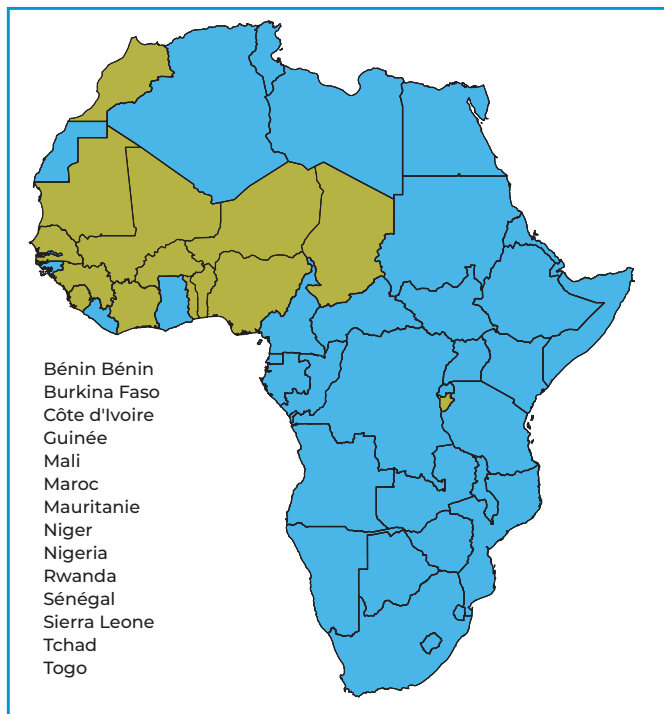 Bénin Bénin
Burkina Faso
Côte d'Ivoire
Guinée
Mali
Maroc
Mauritanie
Niger
Nigeria
Rwanda
Sénégal
Sierra Leone
Tchad
Togo